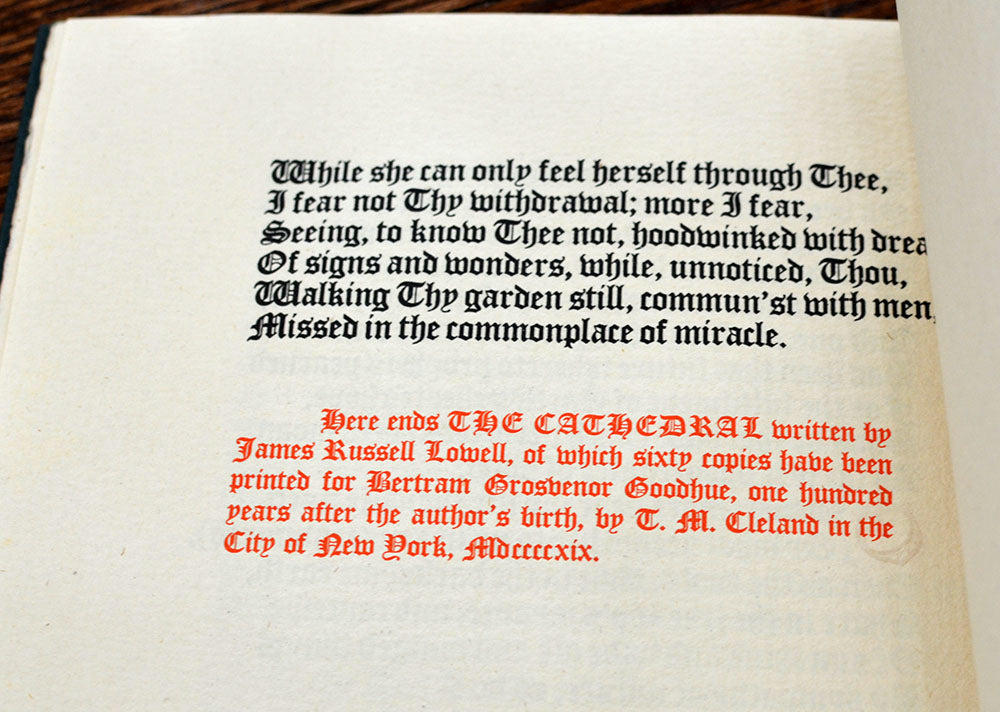 While she can only feel herself through Thee,
I fear not Thy withdrawal; more I fear,
Seeing, to know Thee not, hoodwinked with
Of signs and wonders, while, unnoticed, Thou,
Walking Thy garden still, commun'st with men,
Missed in the commonplace of miracle.
Here ends THE CATHEDRAL written by
James Russell Lowell, of which sixty copies have been
printed for Bertram Grosvenor Goodhue, one hundred
years after the author's birth, by T. M. Cleland in the
City of New York, Mdccccxix.